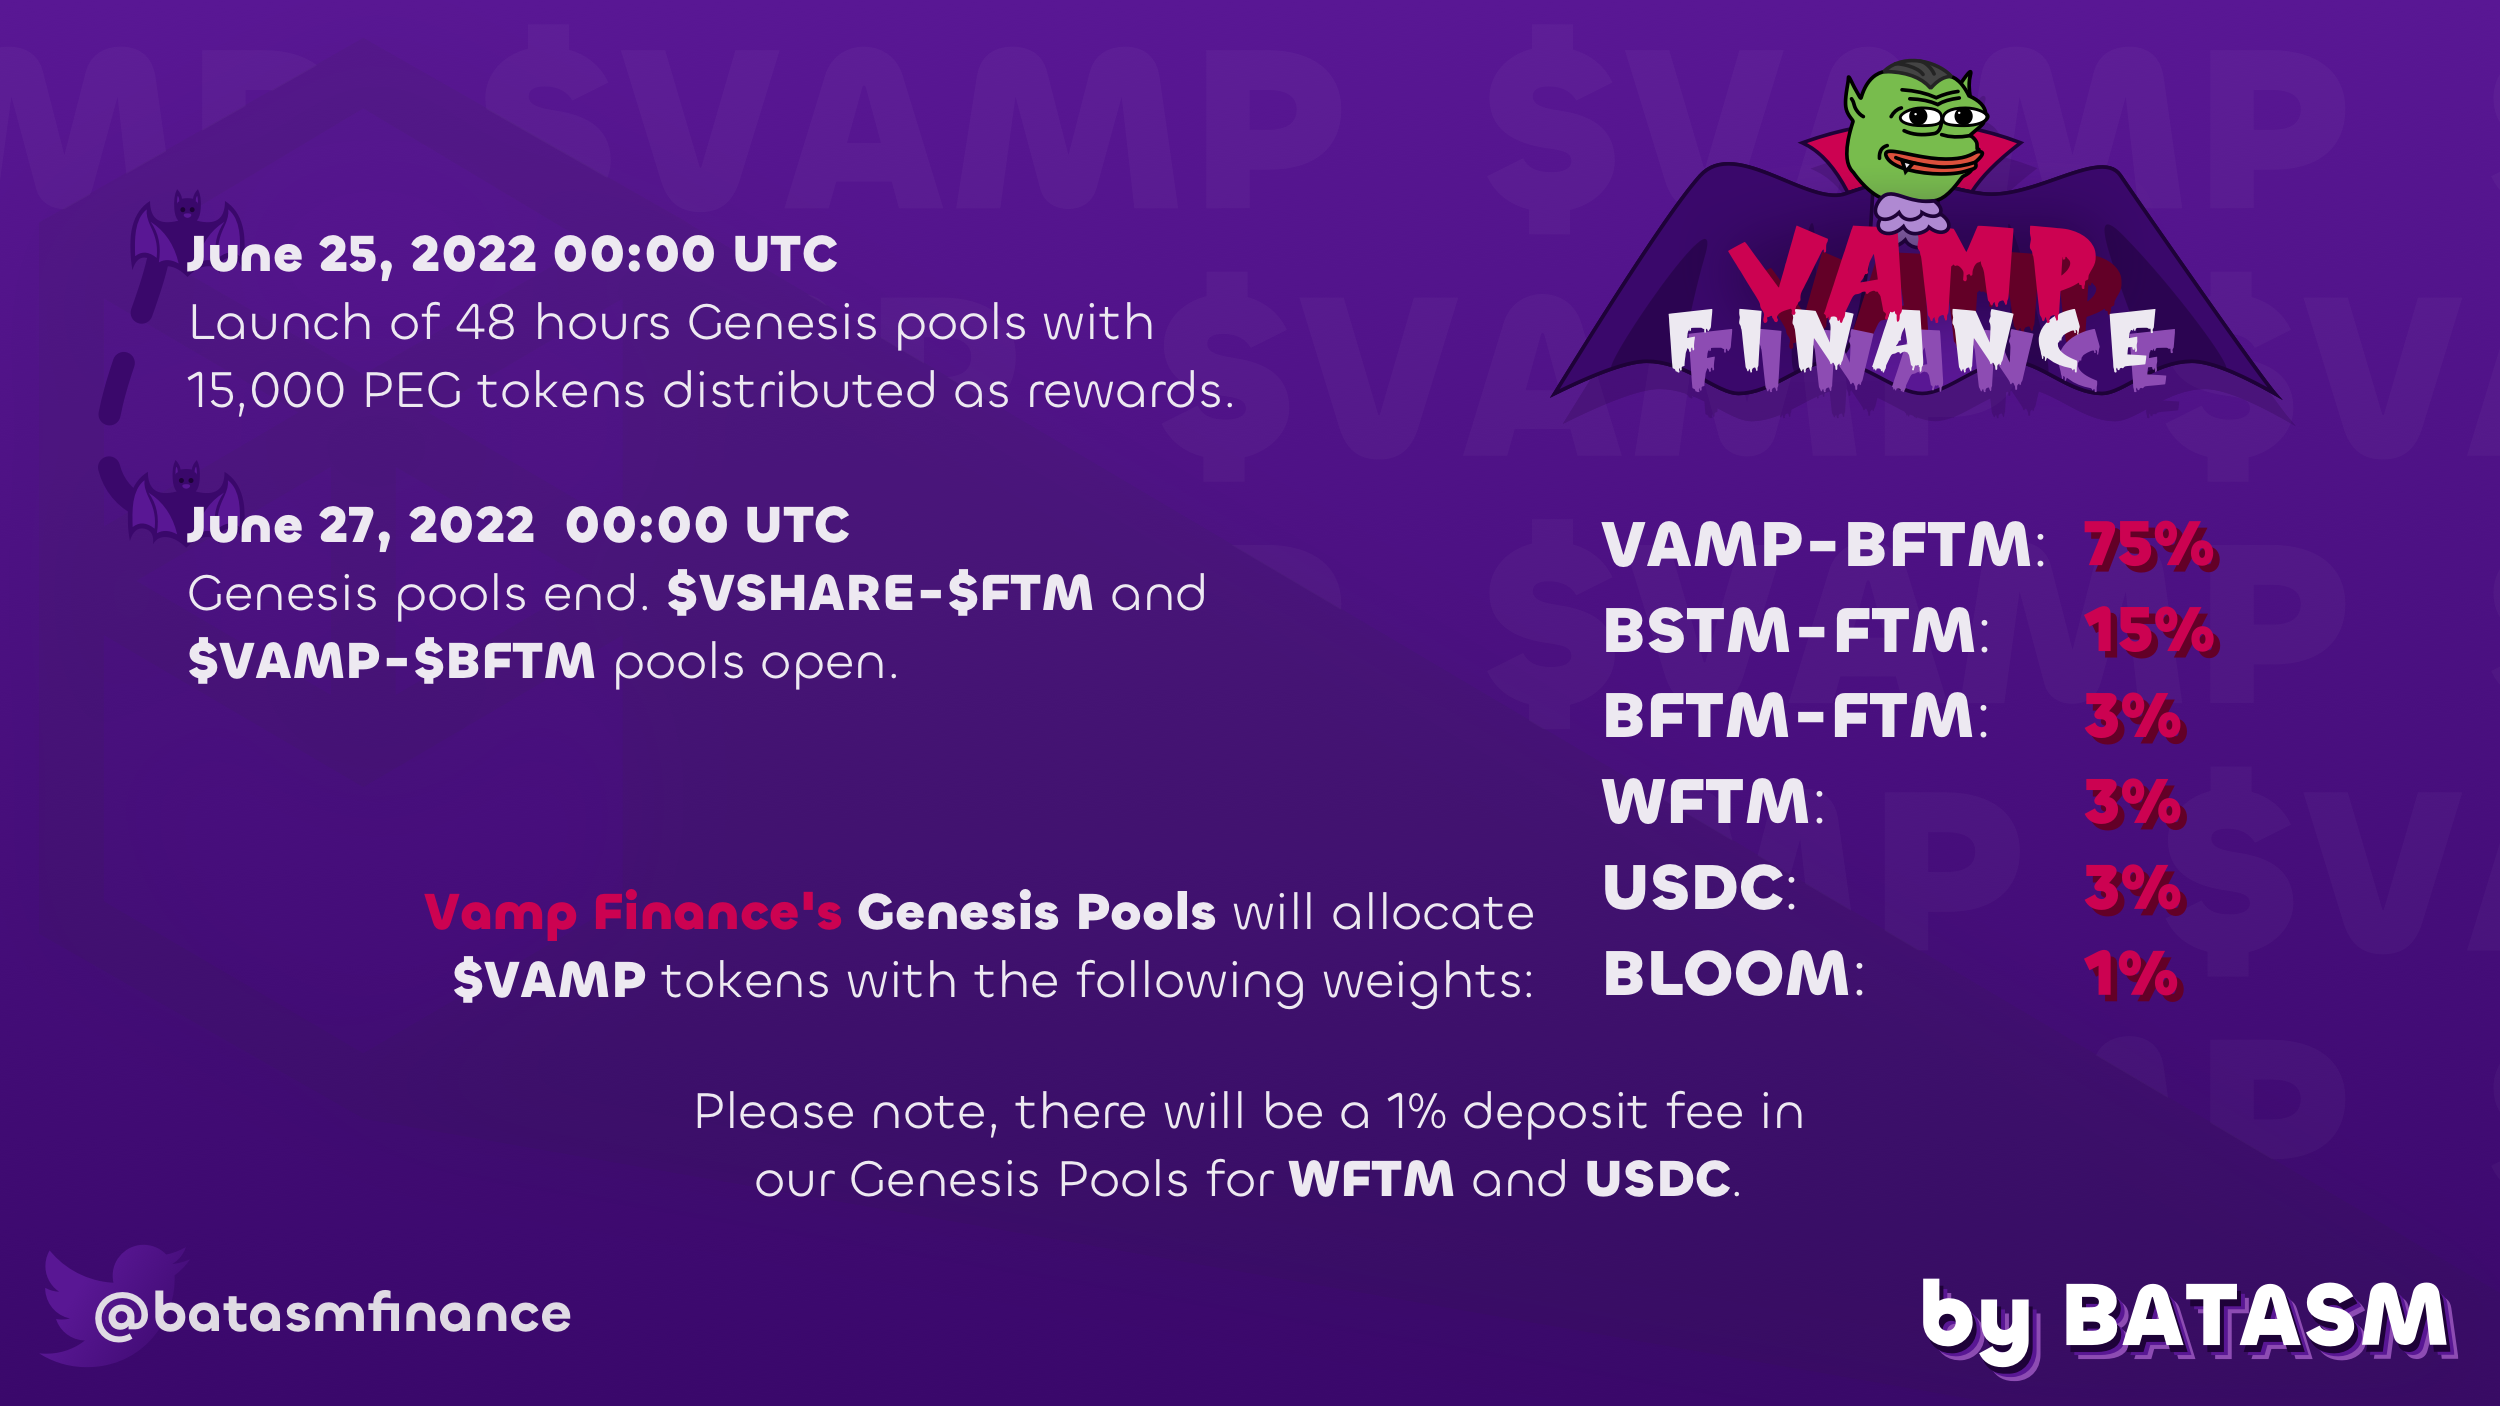 VAMP
FINANCE
June 25, 2022 00:00 UTC
Launch of 48 hours Genesis pools with
15,000 PEG tokens distributed as rewards.
June 27, 2022 00:00 UTC
Genesis pools end. $VSHARE-$FTM and
$VAMP-$BFTM pools open.
Vamp Finance's Genesis Pools will allocate
$VAMP tokens with the following weights:
VAMP-BFTM: 75%
BSTM-FTM: 15%
BFTM-FTM: 3%
WFTM: 3%
USDC: 3%
BLOOM: 1%
Please note, there will be a 1% deposit fee in
our Genesis Pools for WFTM and USDC.
@batasmfinance
by BATASM